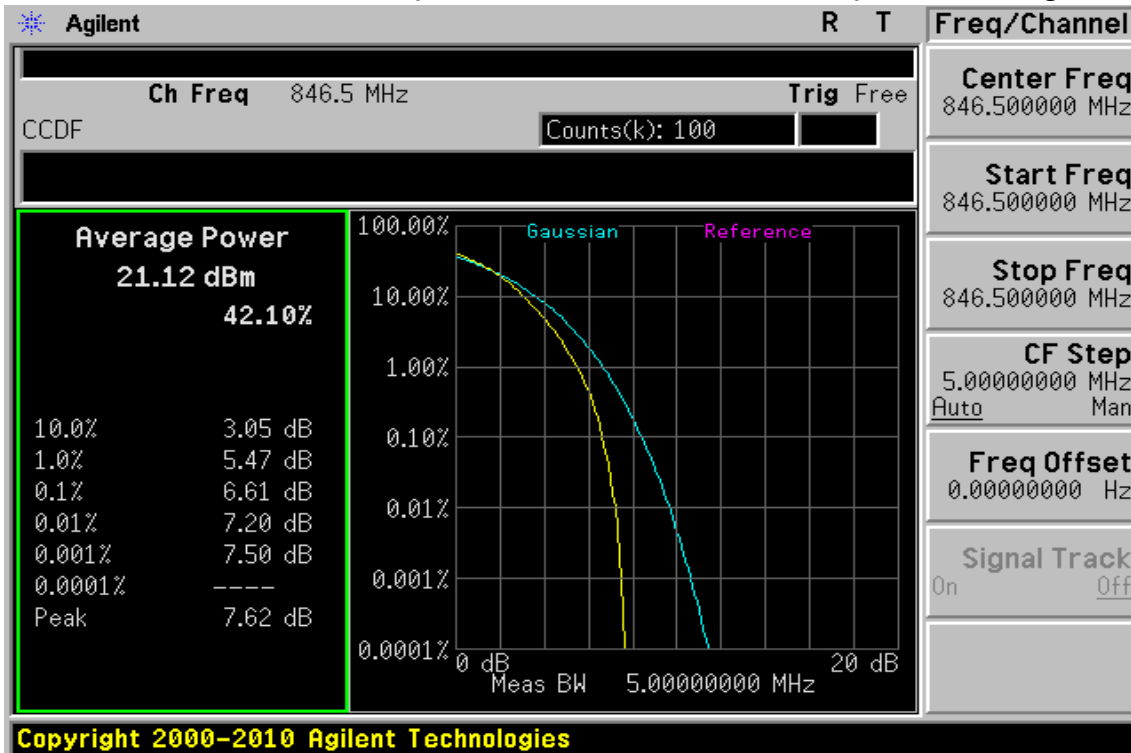 Agilent R T
Ch Freq 846.5 MHz Trig Free
CCDF Counts(k): 100
Average Power
21.12 dBm
42.10%
10.0% 3.05 dB
1.0% 5.47 dB
0.1% 6.61 dB
0.01% 7.20 dB
0.001% 7.50 dB
0.0001% ----
Peak 7.62 dB
Gaussian Reference
100.00%
10.00%
1.00%
0.10%
0.01%
0.001%
0.0001%
0 dB 20 dB
Meas BW 5.00000000 MHz
Freq/Channel
Center Freq
846.500000 MHz
Start Freq
846.500000 MHz
Stop Freq
846.500000 MHz
CF Step
5.00000000 MHz
Auto Man
Freq Offset
0.00000000 Hz
Signal Track
On Off
Copyright 2000-2010 Agilent Technologies